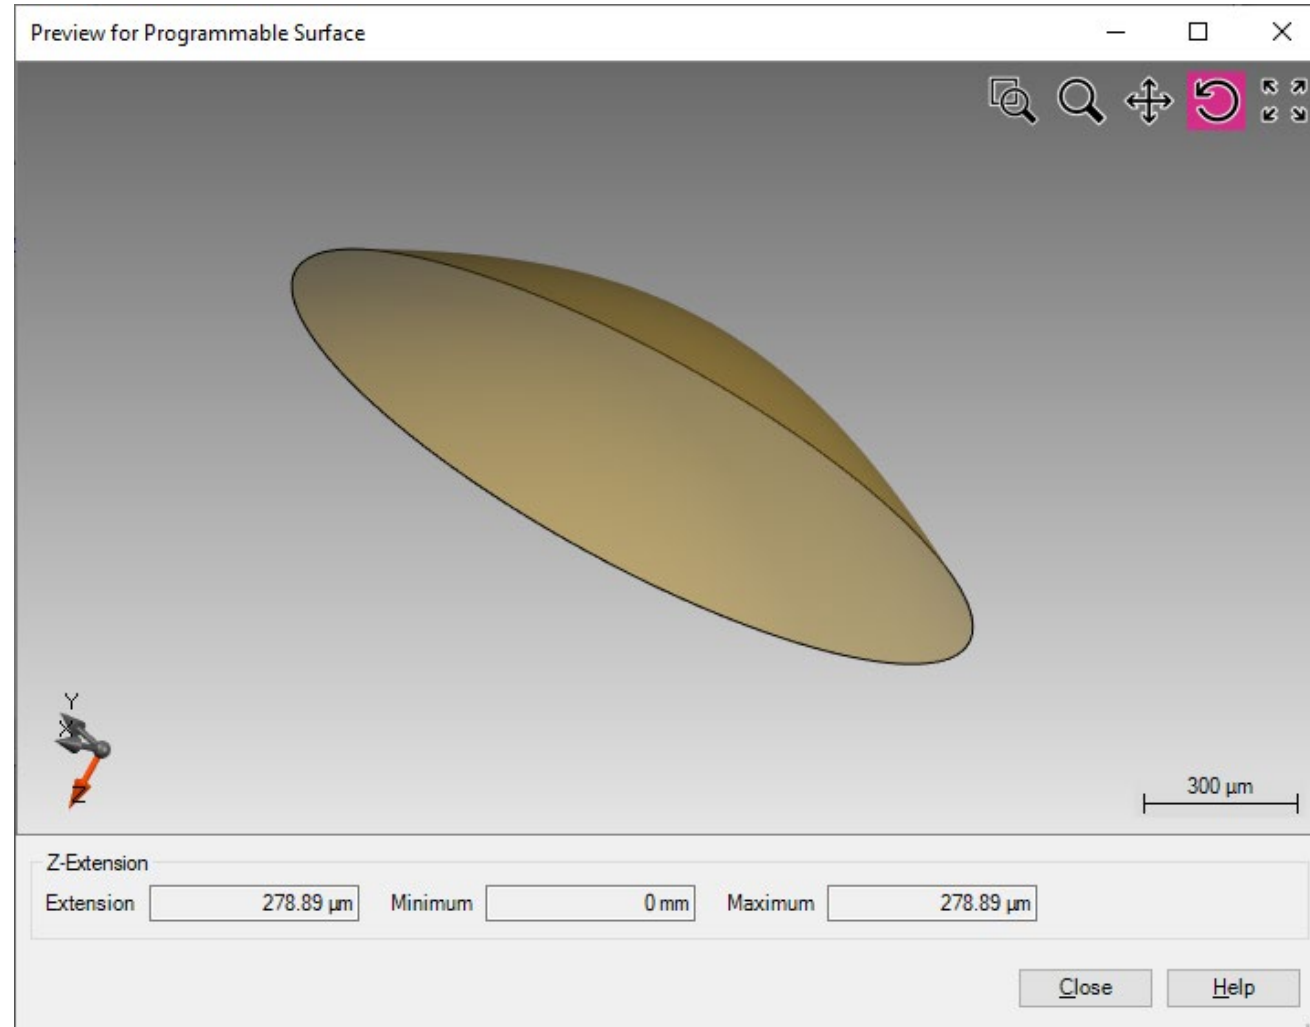 Preview for Programmable Surface
Y
X
Z
300 µm
Z-Extension
Extension 278.89 µm Minimum 0 mm Maximum 278.89 µm
Close Help